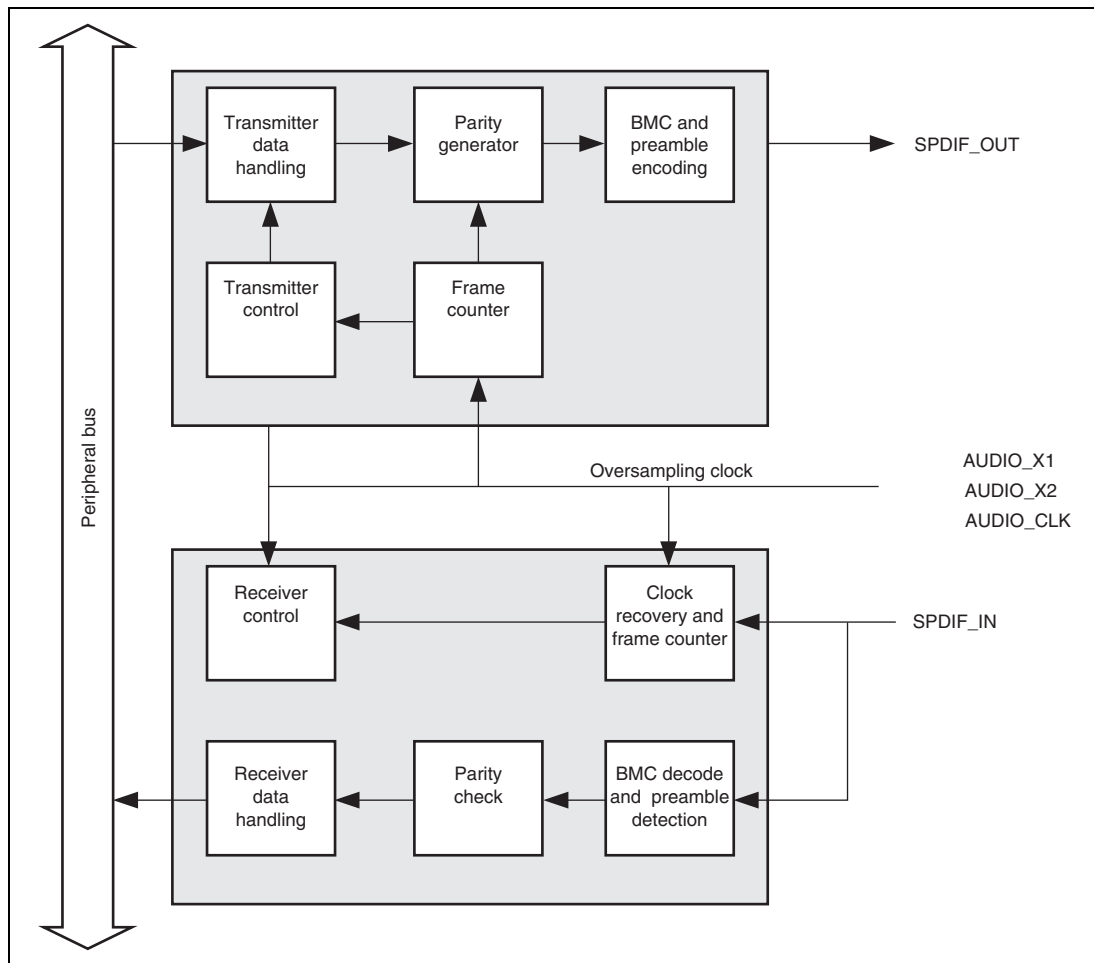 Transmitter
data
handling
Parity
generator
BMC and
preamble
encoding
SPDIF_OUT
Transmitter
control
Frame
counter
Peripheral bus
Oversampling clock
AUDIO_X1
AUDIO_X2
AUDIO_CLK
Receiver
control
Clock
recovery and
frame counter
SPDIF_IN
Receiver
data
handling
Parity
check
BMC decode
and preamble
detection